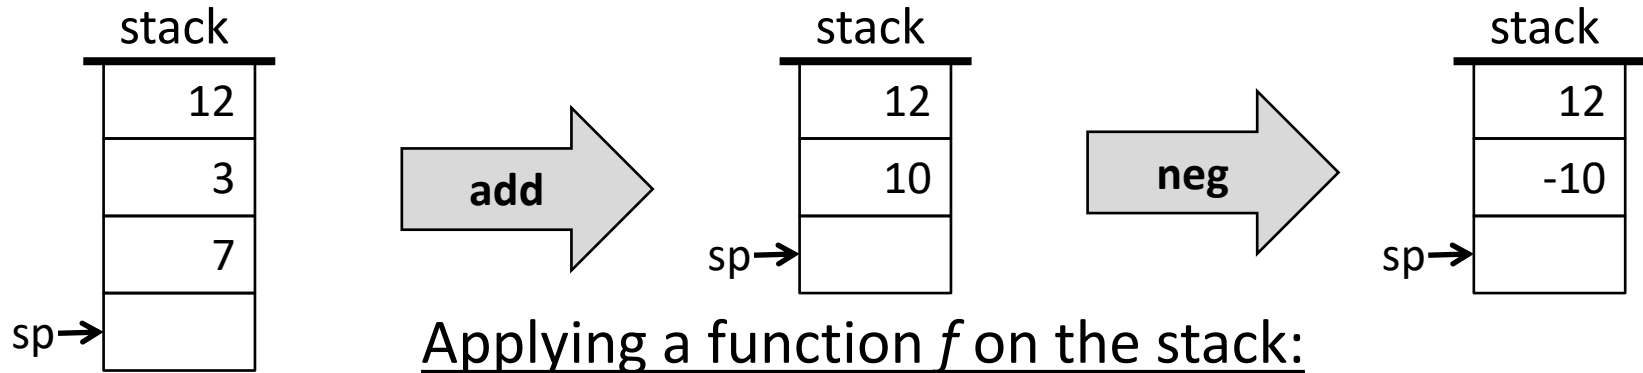 stack
12
3
7
sp
add
stack
12
10
sp
neg
stack
12
-10
sp
Applying a function f on the stack: